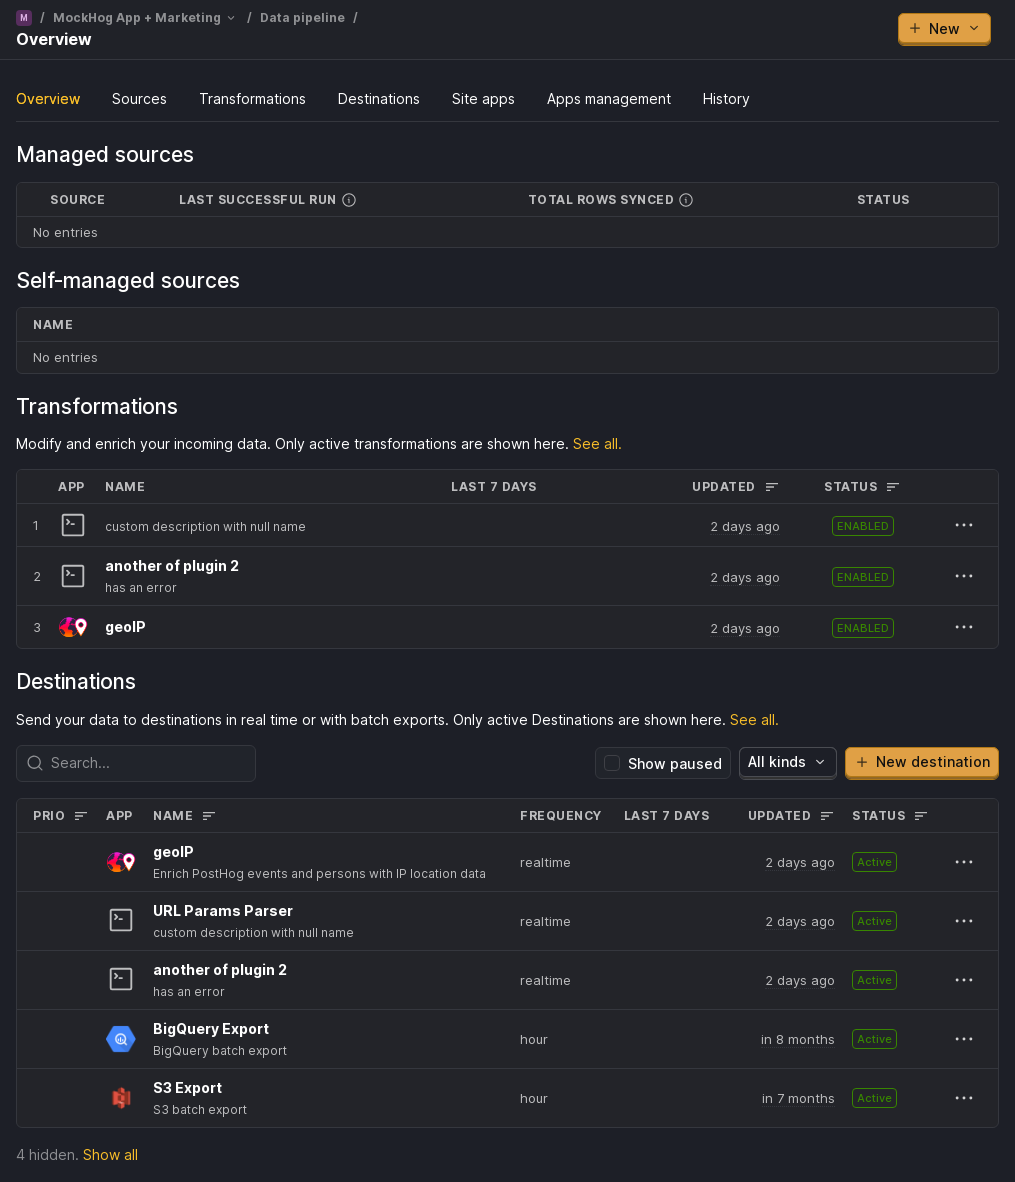 M / MockHog App + Marketing / Data pipeline /
Overview
+ New
Overview Sources Transformations Destinations Site apps Apps management History
Managed sources
SOURCE LAST SUCCESSFUL RUN TOTAL ROWS SYNCED STATUS
No entries
Self-managed sources
NAME
No entries
Transformations
Modify and enrich your incoming data. Only active transformations are shown here. See all.
APP NAME LAST 7 DAYS UPDATED STATUS
1 custom description with null name 2 days ago ENABLED
another of plugin 2
2 2 days ago ENABLED
has an error
3 geoIP 2 days ago ENABLED
Destinations
Send your data to destinations in real time or with batch exports. Only active Destinations are shown here. See all.
Search... Show paused All kinds + New destination
PRIO APP NAME FREQUENCY LAST 7 DAYS UPDATED STATUS
geoIP
realtime 2 days ago Active
Enrich PostHog events and persons with IP location data
URL Params Parser
realtime 2 days ago Active
custom description with null name
another of plugin 2
realtime 2 days ago Active
has an error
BigQuery Export
hour in 8 months Active
BigQuery batch export
S3 Export
hour in 7 months Active
S3 batch export
4 hidden. Show all